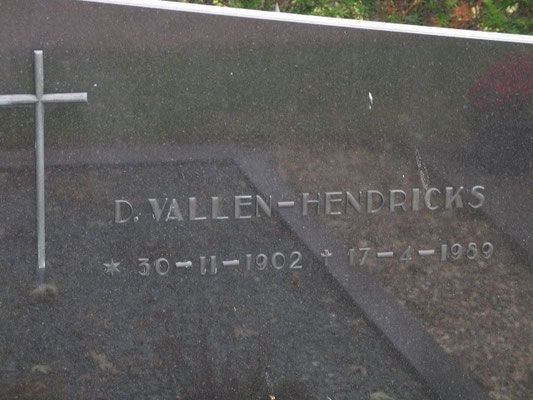 D. VALLEN-HENDRICKS
* 30-11-1902 † 17-4-1989